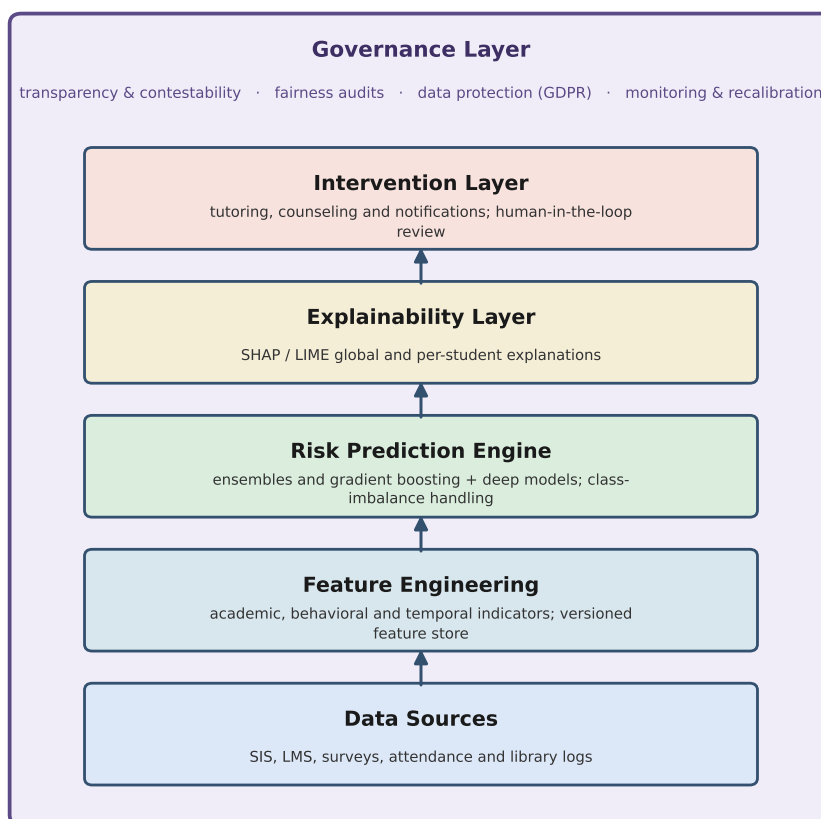 Governance Layer
transparency & contestability · fairness audits · data protection (GDPR) · monitoring & recalibration
Intervention Layer
tutoring, counseling and notifications; human-in-the-loop
review
Explainability Layer
SHAP / LIME global and per-student explanations
Risk Prediction Engine
ensembles and gradient boosting + deep models; class-
imbalance handling
Feature Engineering
academic, behavioral and temporal indicators; versioned
feature store
Data Sources
SIS, LMS, surveys, attendance and library logs